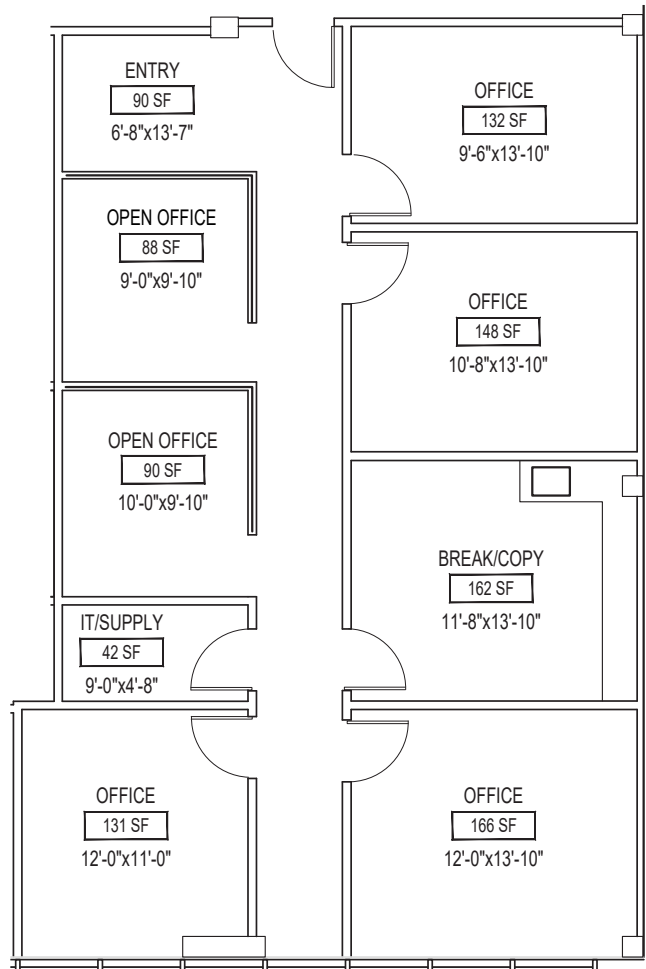 ENTRY
90 SF
6'-8"x13'-7"
OFFICE
132 SF
9'-6"x13'-10"
OPEN OFFICE
88 SF
9'-0"x9'-10"
OFFICE
148 SF
10'-8"x13'-10"
OPEN OFFICE
90 SF
10'-0"x9'-10"
BREAK/COPY
162 SF
11'-8"x13'-10"
IT/SUPPLY
42 SF
9'-0"x4'-8"
OFFICE
131 SF
12'-0"x11'-0"
OFFICE
166 SF
12'-0"x13'-10"